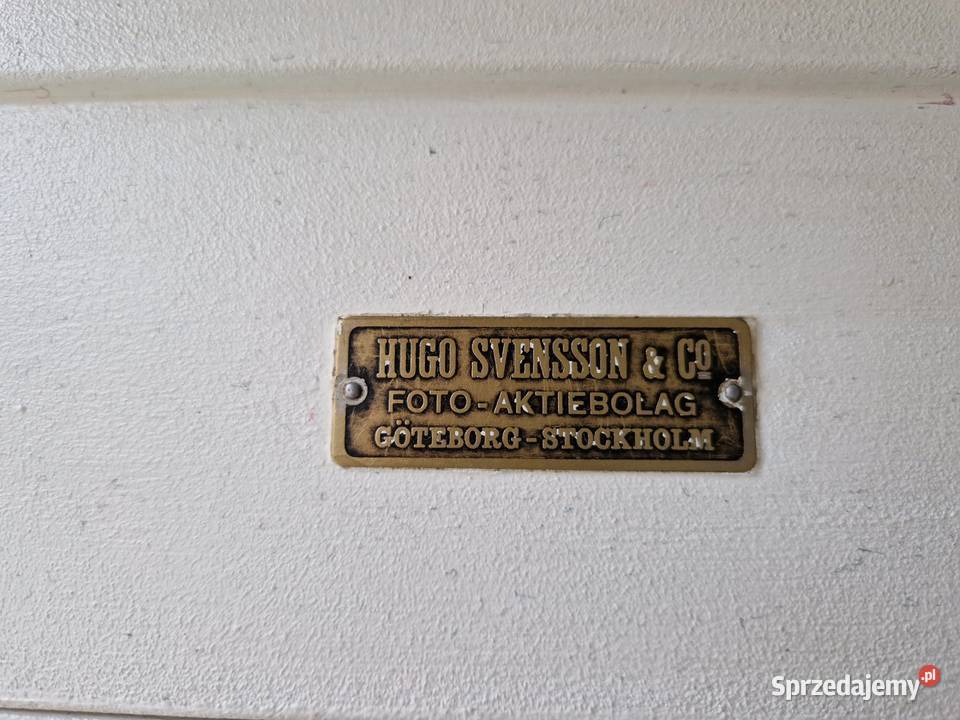 HUGO SVENSSON & Cº
FOTO-AKTIEBOLAG
GÖTEBORG-STOCKHOLM
Sprzedajemy.pl